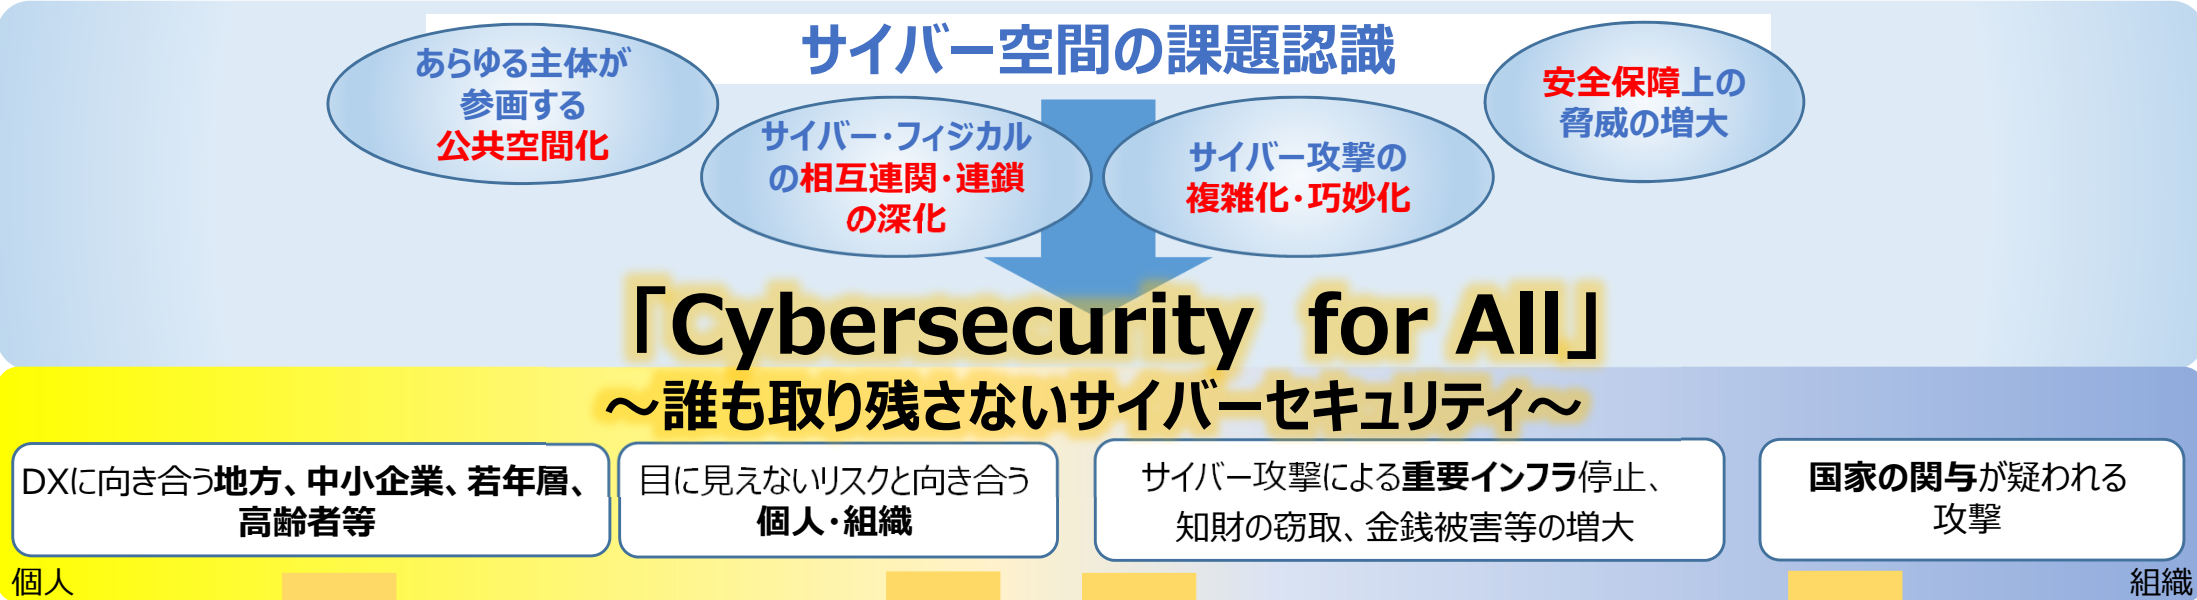 サイバー空間の課題認識
あらゆる主体が
参画する
公共空間化
サイバー・フィジカル
の相互連関・連鎖
の深化
サイバー攻撃の
複雑化・巧妙化
安全保障上の
脅威の増大
「Cybersecurity for All」
～誰も取り残さないサイバーセキュリティ～
DXに向き合う地方、中小企業、若年層、
高齢者等
目に見えないリスクと向き合う
個人・組織
サイバー攻撃による重要インフラ停止、
知財の窃取、金銭被害等の増大
国家の関与が疑われる
攻撃
個人
組織